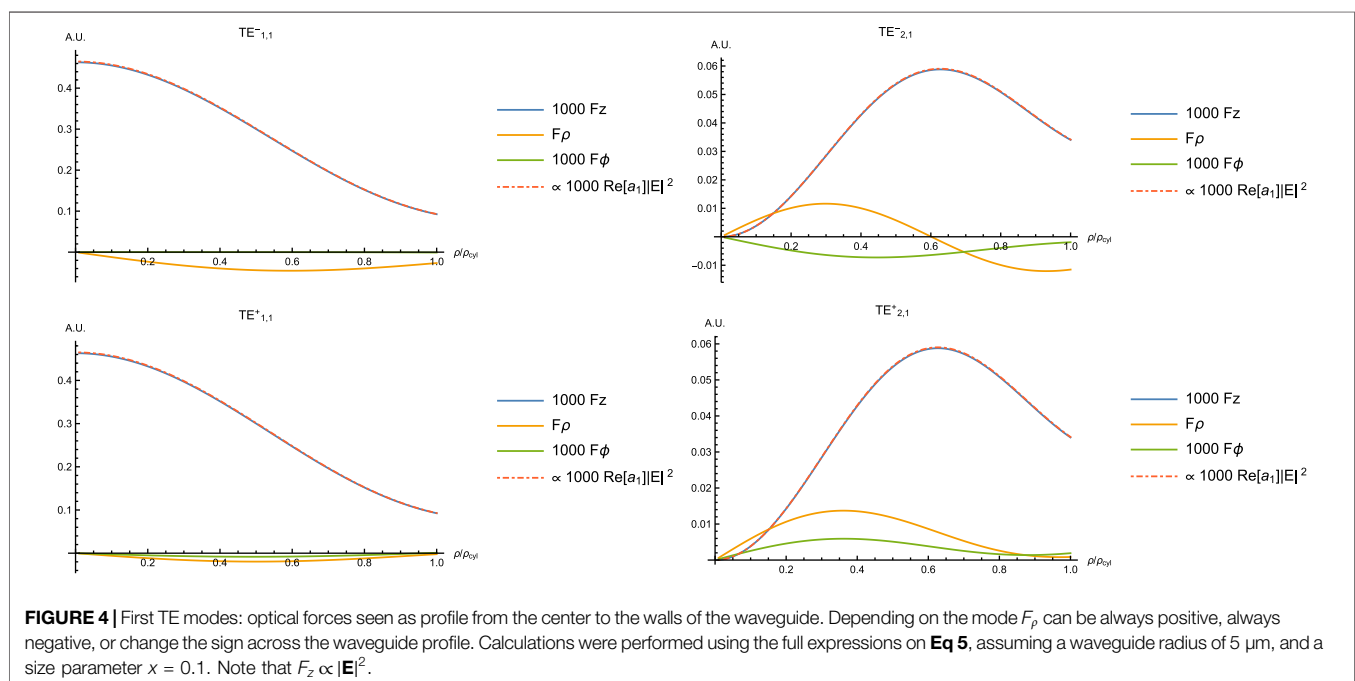 TE⁻1,1
A.U.
0.4
0.3
0.2
0.1
0.2 0.4 0.6 0.8 1.0 ρ/ρcyl
1000 Fz
Fρ
1000 Fϕ
∝ 1000 Re[a₁]|E|²
TE⁻2,1
A.U.
0.06
0.05
0.04
0.03
0.02
0.01
-0.01
0.2 0.4 0.6 0.8 1.0 ρ/ρcyl
1000 Fz
Fρ
1000 Fϕ
∝ 1000 Re[a₁]|E|²
TE⁺1,1
A.U.
0.4
0.3
0.2
0.1
0.2 0.4 0.6 0.8 1.0 ρ/ρcyl
1000 Fz
Fρ
1000 Fϕ
∝ 1000 Re[a₁]|E|²
TE⁺2,1
A.U.
0.06
0.05
0.04
0.03
0.02
0.01
0.2 0.4 0.6 0.8 1.0 ρ/ρcyl
1000 Fz
Fρ
1000 Fϕ
∝ 1000 Re[a₁]|E|²
FIGURE 4 | First TE modes: optical forces seen as profile from the center to the walls of the waveguide. Depending on the mode Fρ can be always positive, always
negative, or change the sign across the waveguide profile. Calculations were performed using the full expressions on Eq 5, assuming a waveguide radius of 5 μm, and a
size parameter x = 0.1. Note that Fz ∝ |E|².